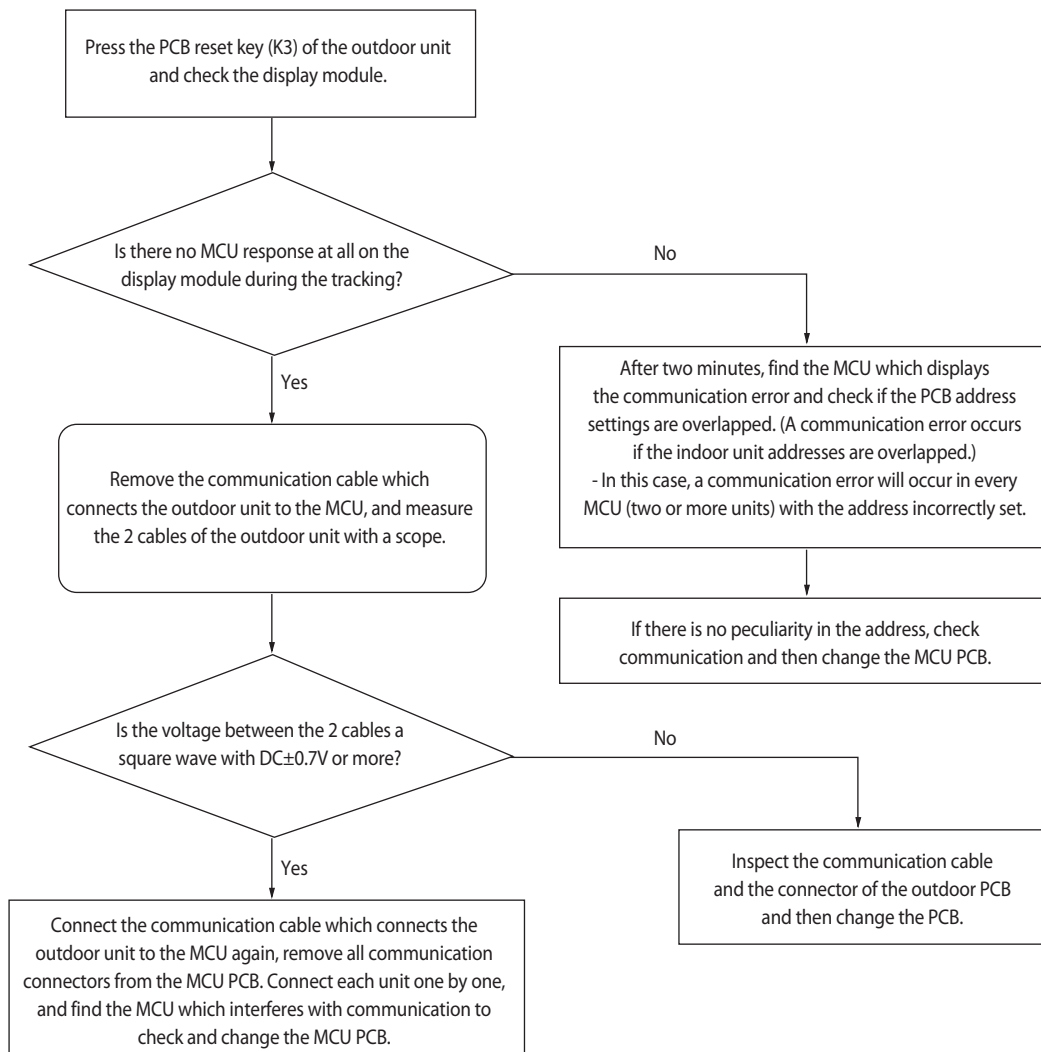 Press the PCB reset key (K3) of the outdoor unit
and check the display module.
Is there no MCU response at all on the
display module during the tracking?
No
Yes
After two minutes, find the MCU which displays
the communication error and check if the PCB address
settings are overlapped. (A communication error occurs
if the indoor unit addresses are overlapped.)
- In this case, a communication error will occur in every
MCU (two or more units) with the address incorrectly set.
Remove the communication cable which
connects the outdoor unit to the MCU, and measure
the 2 cables of the outdoor unit with a scope.
If there is no peculiarity in the address, check
communication and then change the MCU PCB.
Is the voltage between the 2 cables a
square wave with DC±0.7V or more?
No
Yes
Inspect the communication cable
and the connector of the outdoor PCB
and then change the PCB.
Connect the communication cable which connects the
outdoor unit to the MCU again, remove all communication
connectors from the MCU PCB. Connect each unit one by one,
and find the MCU which interferes with communication to
check and change the MCU PCB.